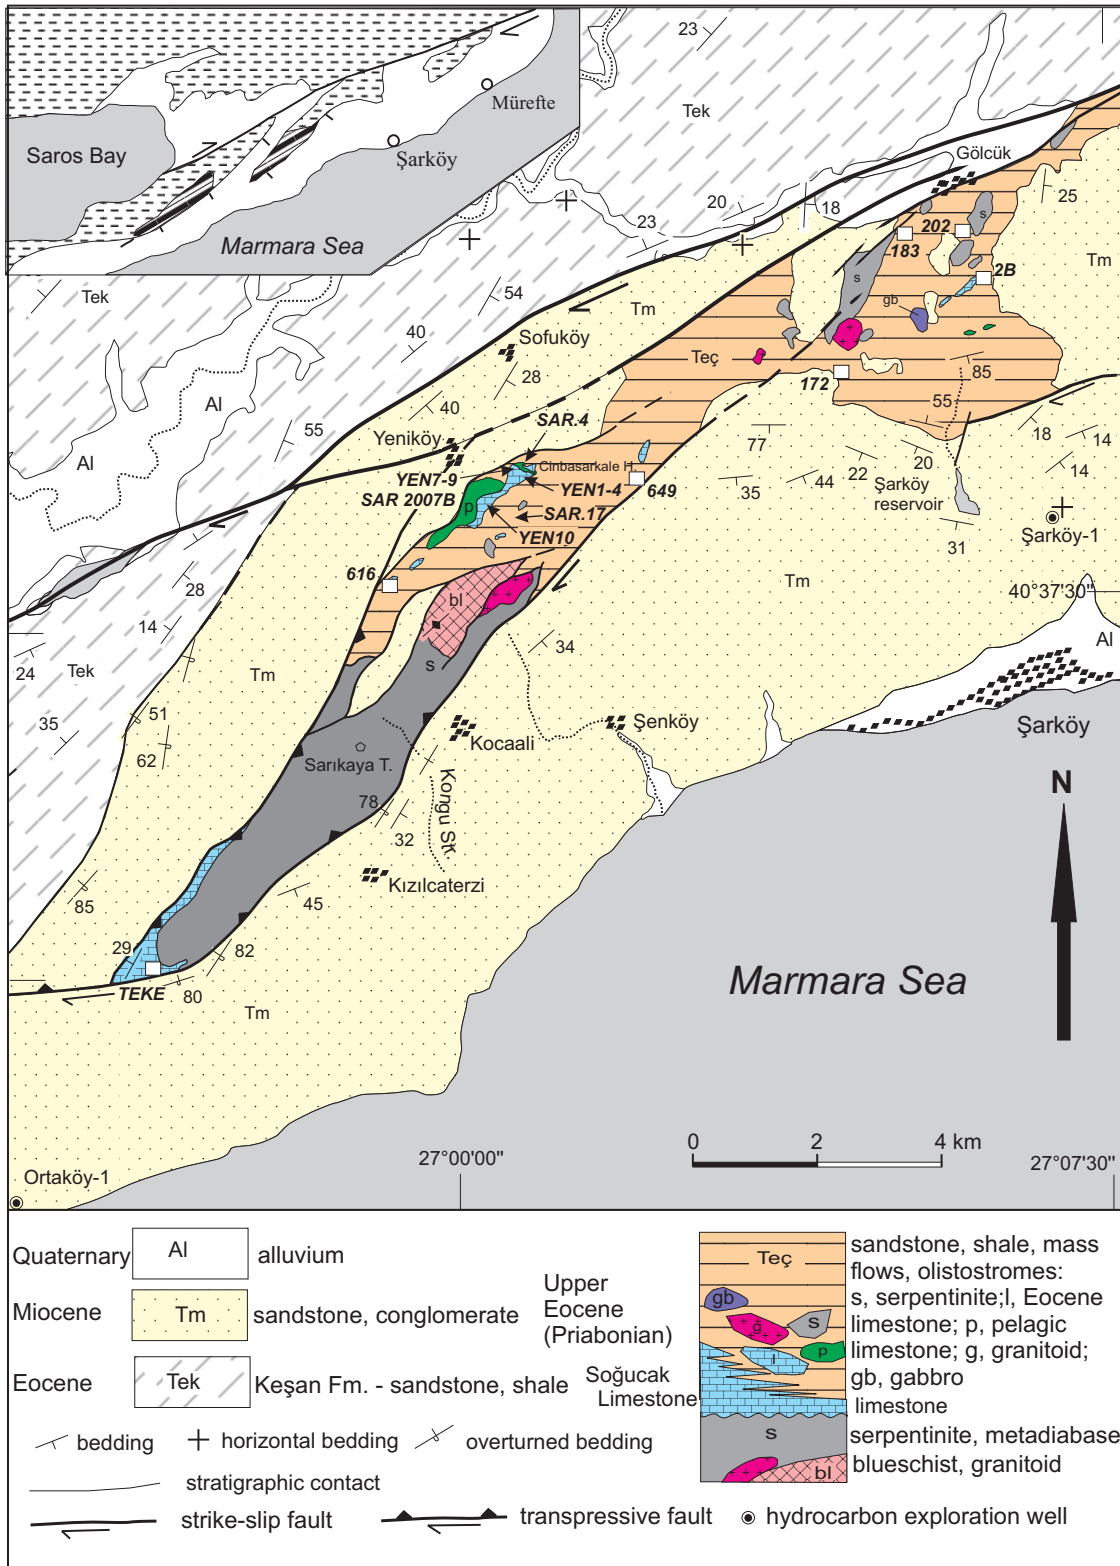 23
Mürefte
Saros Bay
Şarköy
Marmara Sea
Tek
Gölcük
18
20
25
23
s
202
183
Tm
2B
Tek
54
s
gb
Tm
40
Sofuköy
Teç
85
28
172
Al
40
55
55
SAR.4
18
14
Yeniköy
77
20
Cinbasarkale H.
22
14
Al
YEN7-9
YEN1-4
649
44
35
Şarköy
reservoir
SAR 2007B
p
SAR.17
Şarköy-1
YEN10
31
616
28
Tm
40°37'30"
bl
14
34
Al
24
Tek
Tm
s
51
35
Şenköy
Şarköy
62
Kocaali
Sarıkaya T.
N
78
Kongu Str.
32
Kızılcaterzi
85
45
29
82
Marmara Sea
TEKE
80
Tm
0
2
4 km
27°00'00"
27°07'30"
Ortaköy-1
Quaternary
Al
alluvium
Miocene
Tm
sandstone, conglomerate
Eocene
Tek
Keşan Fm. - sandstone, shale
bedding
horizontal bedding
overturned bedding
stratigraphic contact
strike-slip fault
transpressive fault
hydrocarbon exploration well
Upper
Eocene
(Priabonian)
Soğucak
Limestone
Teç
gb
g
s
l
p
s
bl
sandstone, shale, mass
flows, olistostromes:
s, serpentinite;l, Eocene
limestone; p, pelagic
limestone; g, granitoid;
gb, gabbro
limestone
serpentinite, metadiabase
blueschist, granitoid